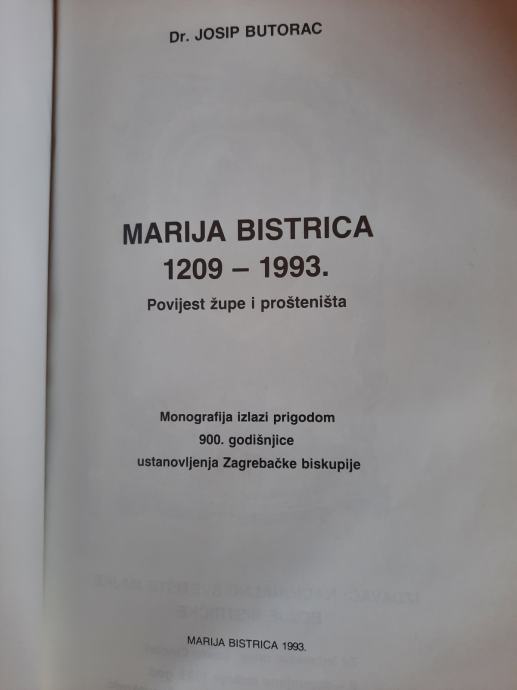 Dr. JOSIP BUTORAC
MARIJA BISTRICA
1209 – 1993.
Povijest župe i prošteništa
Monografija izlazi prigodom
900. godišnjice
ustanovljenja Zagrebačke biskupije
MARIJA BISTRICA 1993.